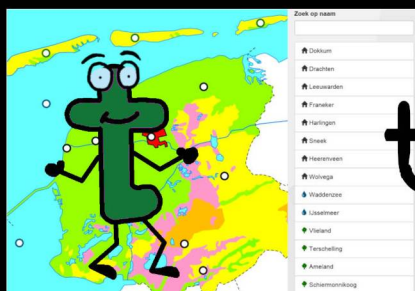 Zoek op naam
Dokkum
Drachten
Leeuwarden
Franeker
Harlingen
Sneek
Heerenveen
Wolvega
Waddenzee
IJsselmeer
Vlieland
Terschelling
Ameland
Schiermonnikoog
t
t